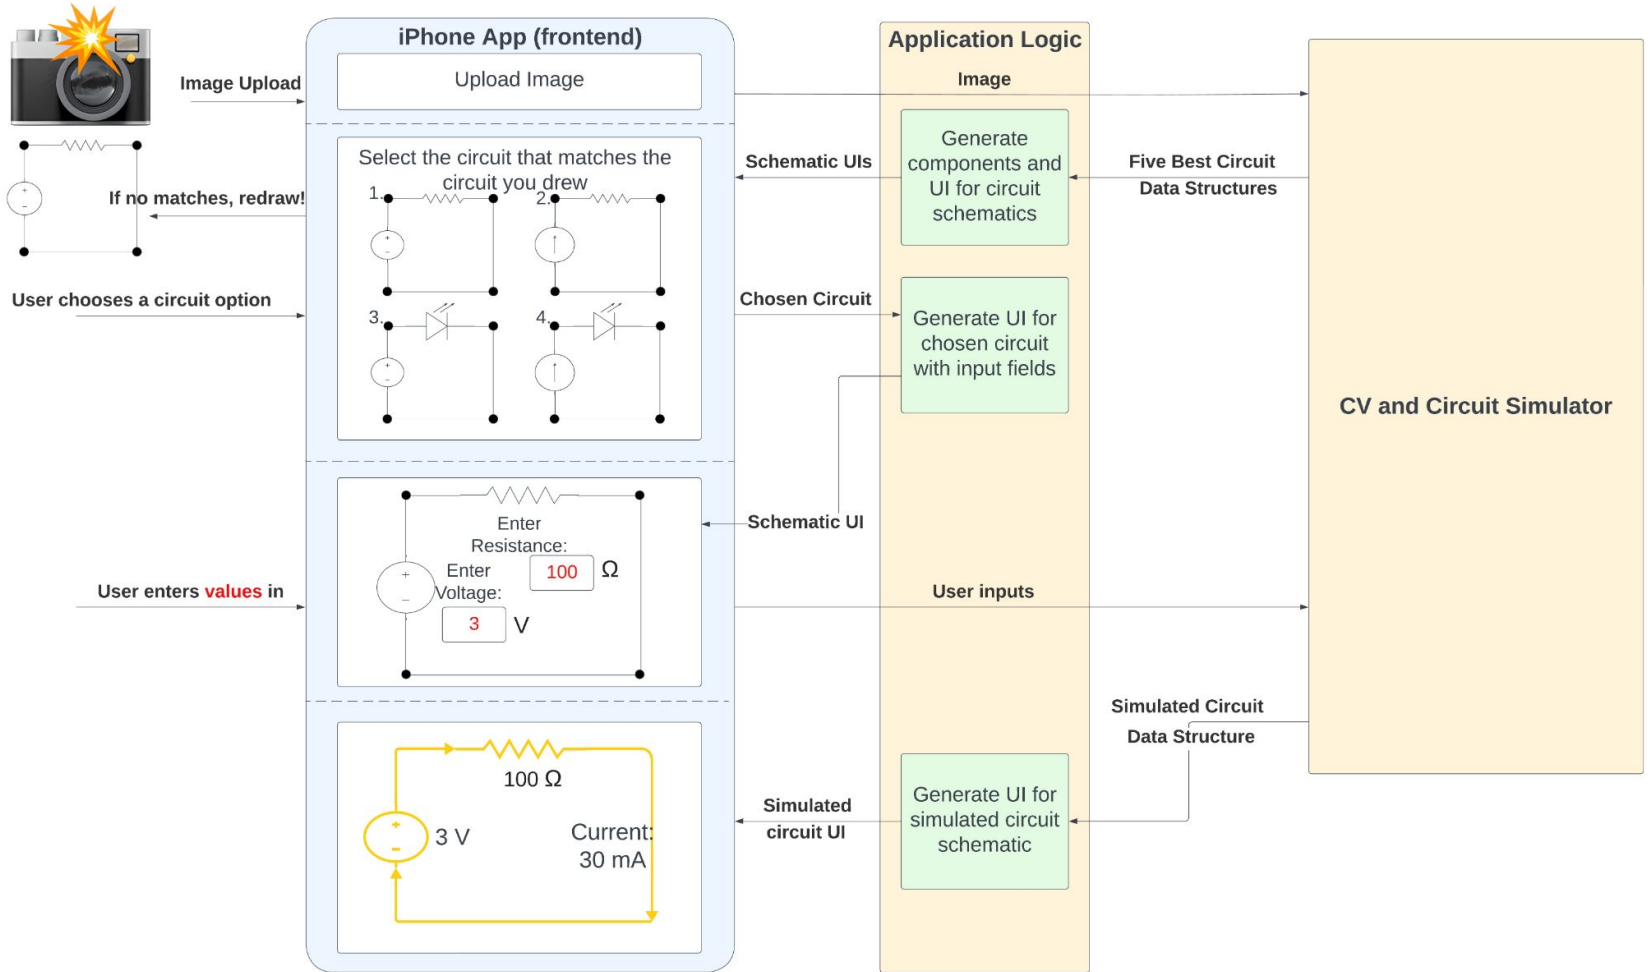 iPhone App (frontend)
Application Logic
Image Upload
Upload Image
Image
Select the circuit that matches the
circuit you drew
1.
2.
3.
4.
+
-
If no matches, redraw!
Schematic UIs
Generate
components and
UI for circuit
schematics
Five Best Circuit
Data Structures
User chooses a circuit option
Chosen Circuit
Generate UI for
chosen circuit
with input fields
CV and Circuit Simulator
Enter
Resistance:
100 Ω
Enter
Voltage:
3 V
Schematic UI
User enters values in
User inputs
Simulated Circuit
Data Structure
100 Ω
3 V
Current:
30 mA
Simulated
circuit UI
Generate UI for
simulated circuit
schematic